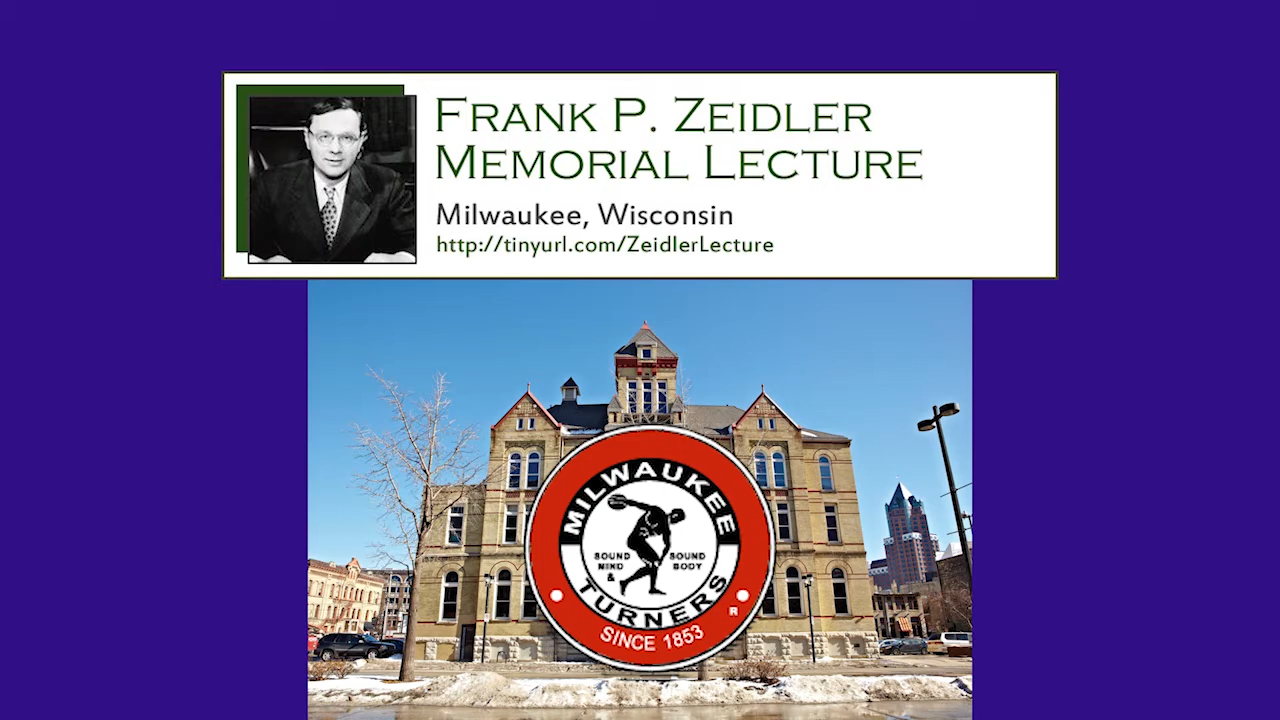 FRANK P. ZEIDLER
MEMORIAL LECTURE
Milwaukee, Wisconsin
http://tinyurl.com/ZeidlerLecture
MILWAUKEE
SOUND MIND & SOUND BODY
TURNERS
®
SINCE 1853